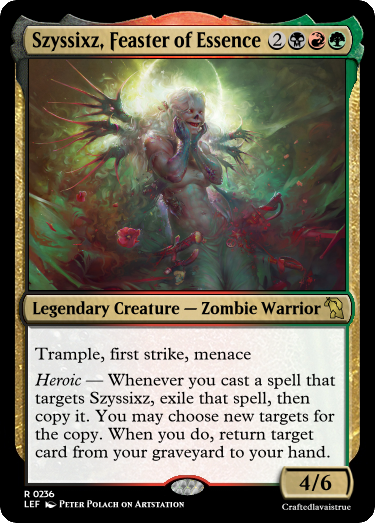 Szyssixz, Feaster of Essence 2
Legendary Creature — Zombie Warrior
Trample, first strike, menace
Heroic — Whenever you cast a spell that
targets Szyssixz, exile that spell, then
copy it. You may choose new targets for
the copy. When you do, return target
card from your graveyard to your hand.
4/6
R 0236
LEF Peter Polach on Artstation
Craftedlavaistrue